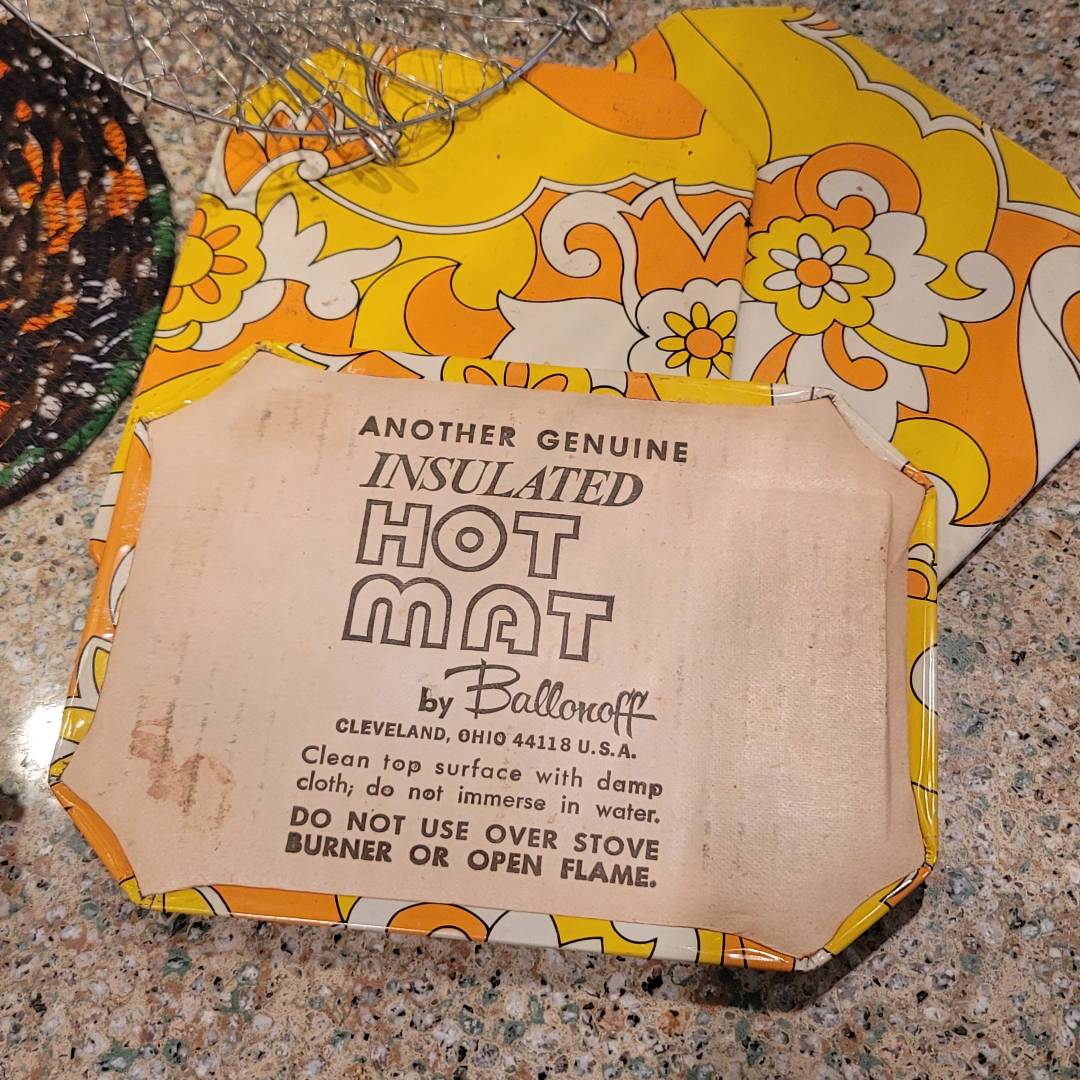 ANOTHER GENUINE
INSULATED
HOT
MAT
by Ballonoff
CLEVELAND, OHIO 44118 U.S.A.
Clean top surface with damp
cloth; do not immerse in water.
DO NOT USE OVER STOVE
BURNER OR OPEN FLAME.